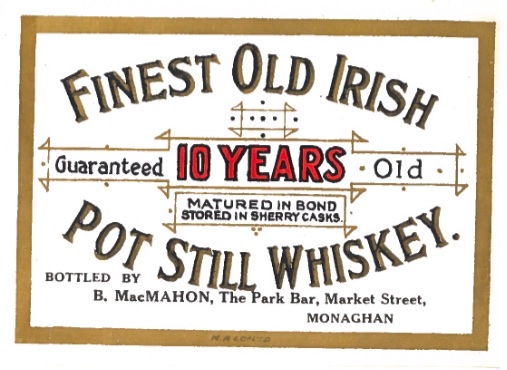 FINEST OLD IRISH
Guaranteed 10 YEARS Old
MATURED IN BOND
STORED IN SHERRY CASKS.
POT STILL WHISKEY.
BOTTLED BY
B. MacMAHON, The Park Bar, Market Street,
MONAGHAN